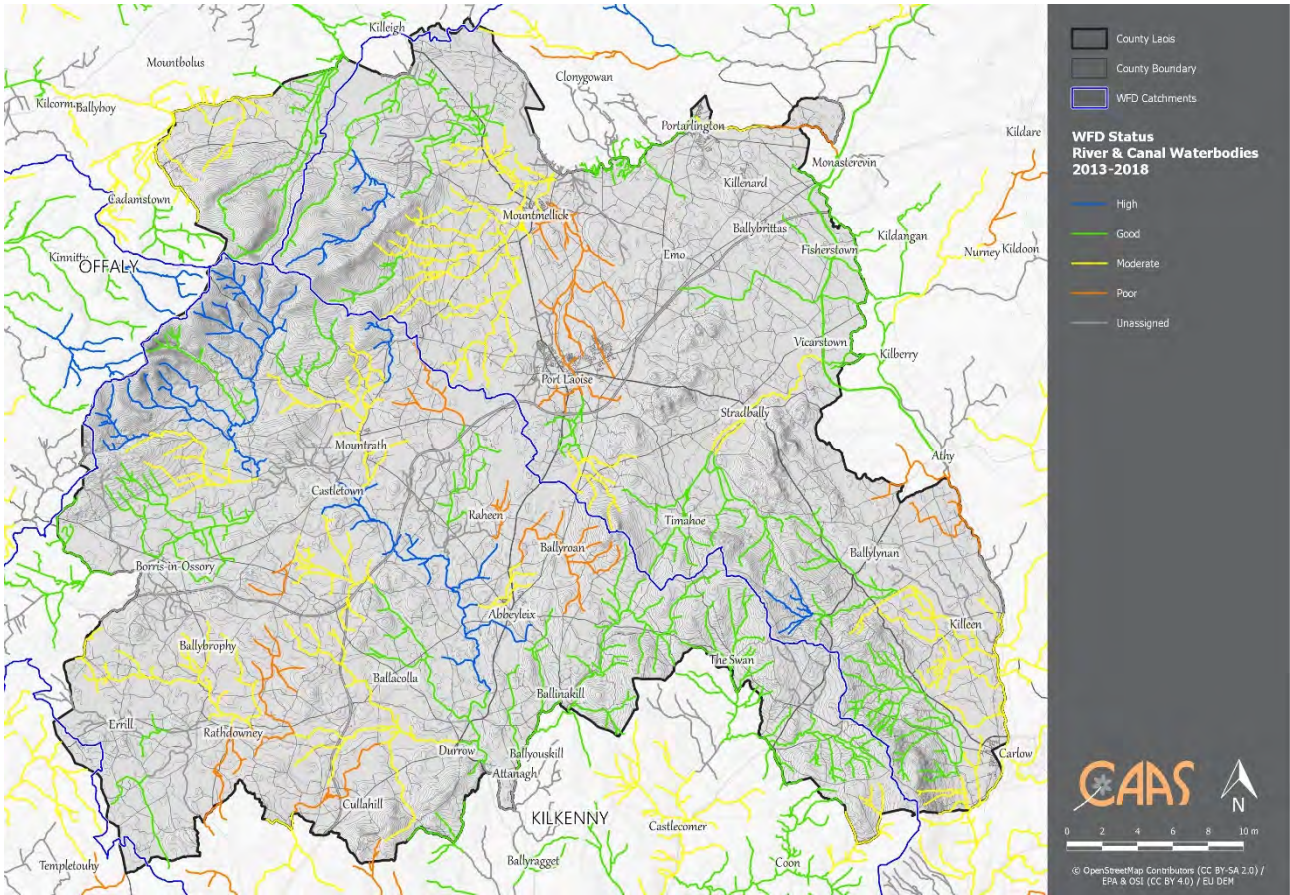 Killeigh
Mountbolus
Clonygowan
Kilcorm
Ballyboy
Portarlington
Kildare
Monasterevin
Killenard
Cadamstown
Mountmellick
Ballybrittas
Kildangan
Fisherstown
Nurney
Kildoon
Kinnitty
OFFALY
Emo
Vicarstown
Kilberry
Port Laoise
Stradbally
Mountrath
Athy
Castletown
Raheen
Timahoe
Ballyroan
Ballylynan
Borris-in-Ossory
Abbeyleix
Killeen
Ballybrophy
The Swan
Ballacolla
Ballinakill
Errill
Rathdowney
Durrow
Ballyouskill
Carlow
Attanagh
Cullahill
KILKENNY
Castlecomer
Templetouhy
Ballyragget
Coon
County Laois
County Boundary
WFD Catchments
WFD Status
River & Canal Waterbodies
2013-2018
High
Good
Moderate
Poor
Unassigned
CAAS
N
0 2 4 6 8 10 m
© OpenStreetMap Contributors (CC BY-SA 2.0) /
EPA & OSI (CC BY 4.0) / EU DEM